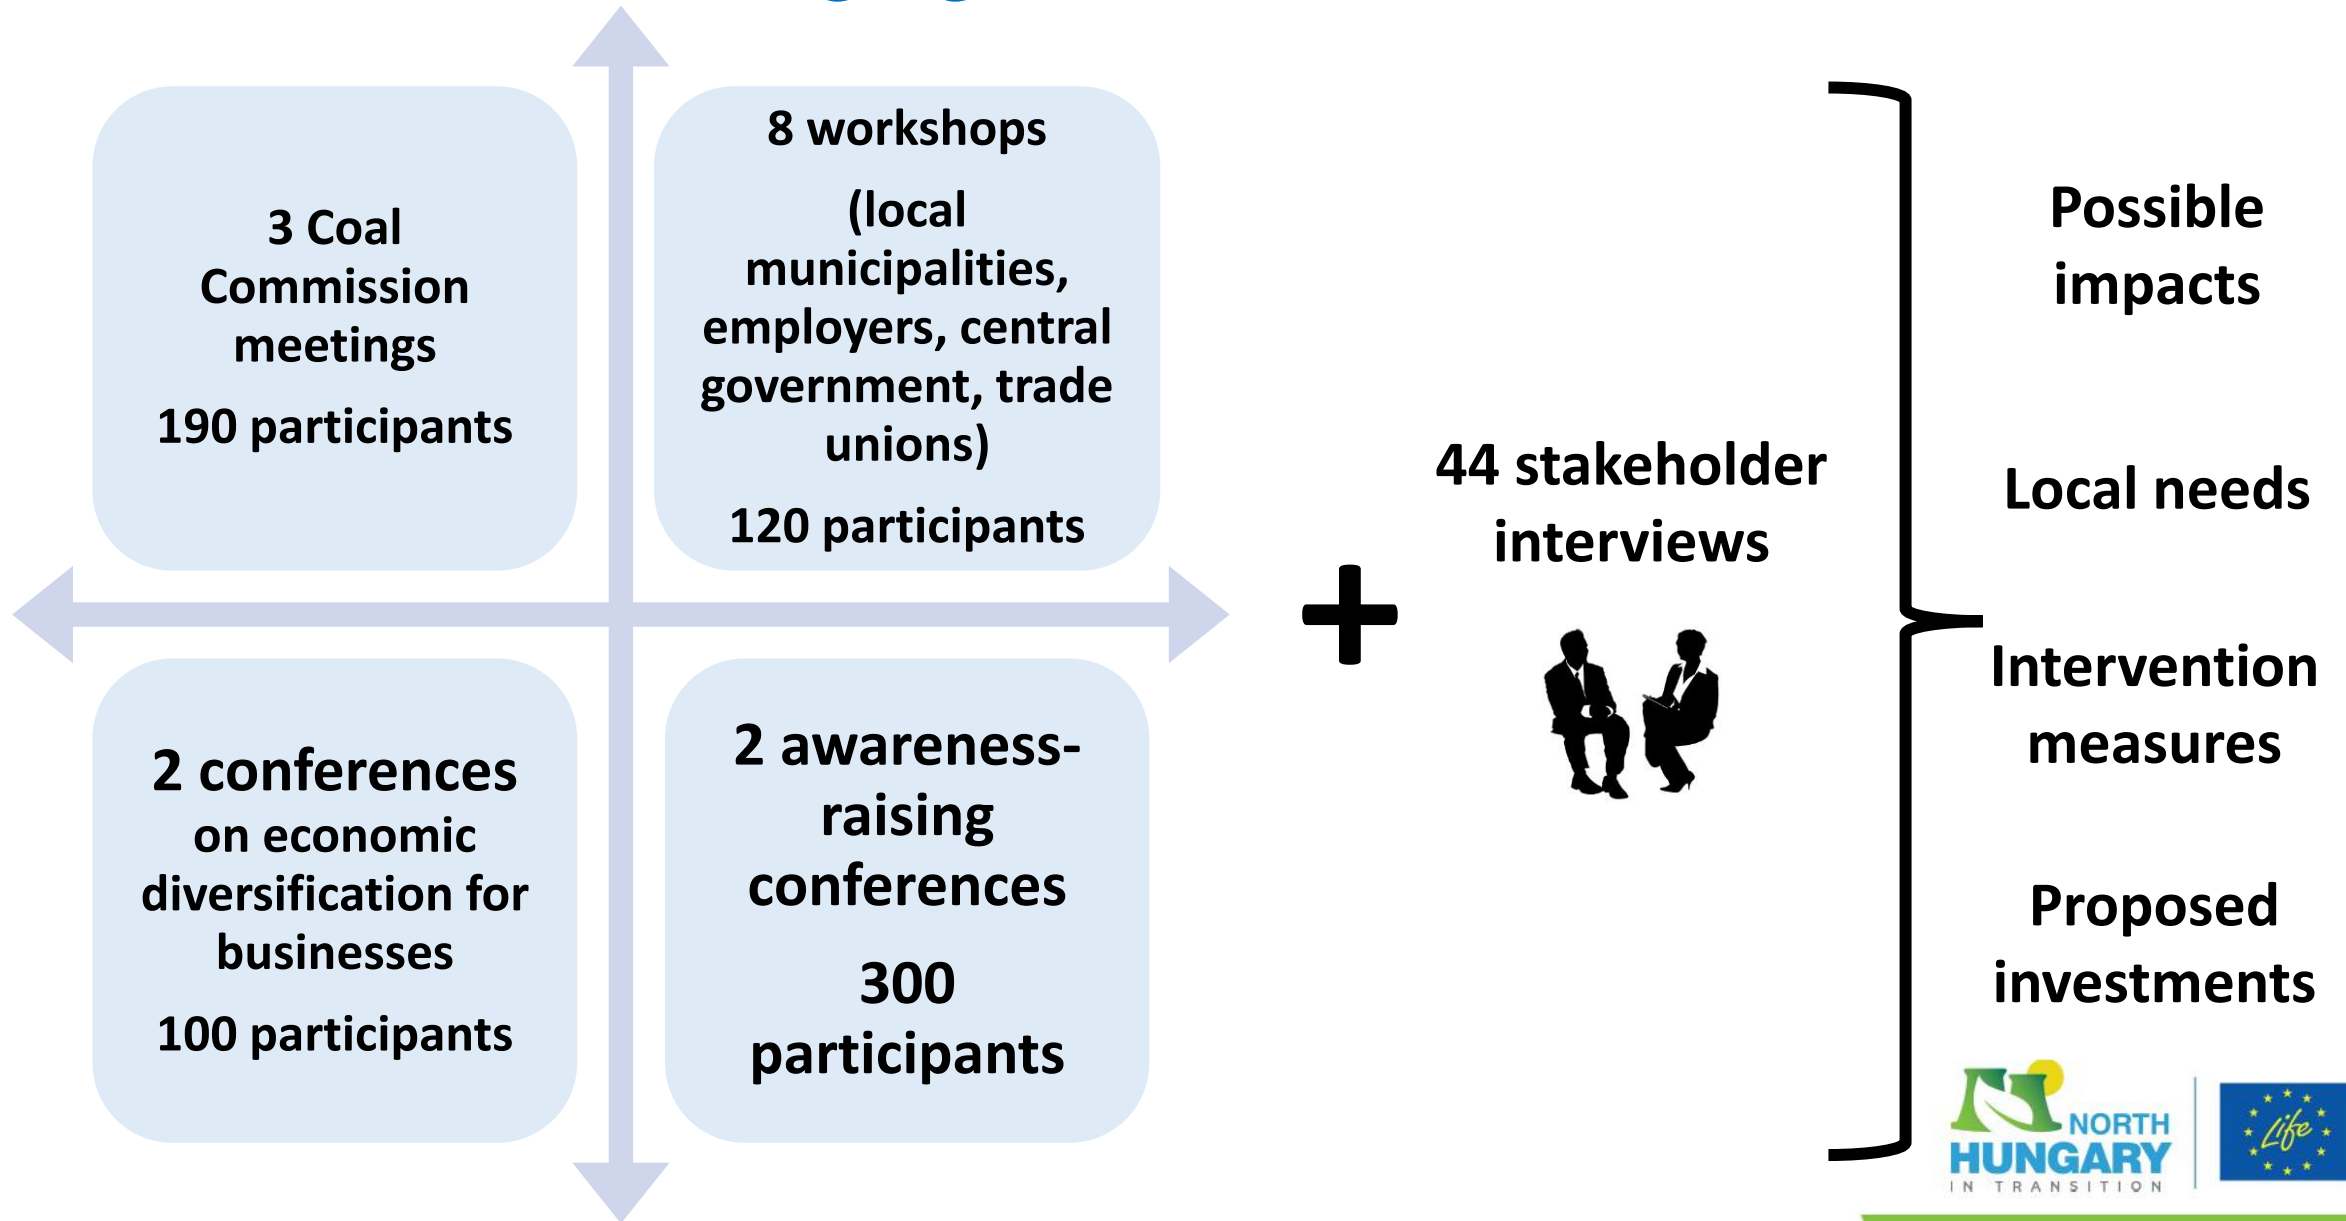 3 Coal
Commission
meetings
190 participants
8 workshops
(local
municipalities,
employers, central
government, trade
unions)
120 participants
2 conferences
on economic
diversification for
businesses
100 participants
2 awareness-
raising
conferences
300
participants
+
44 stakeholder
interviews
Possible
impacts
Local needs
Intervention
measures
Proposed
investments
NORTH
HUNGARY
IN TRANSITION
Life